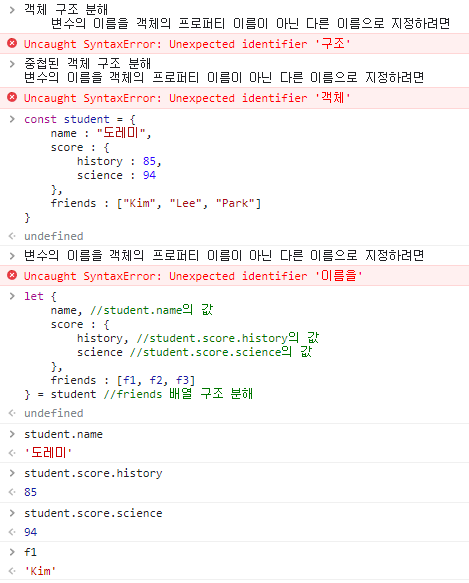 객체 구조 분해
변수의 이름을 객체의 프로퍼티 이름이 아닌 다른 이름으로 지정하려면
Uncaught SyntaxError: Unexpected identifier '구조'
중첩된 객체 구조 분해
변수의 이름을 객체의 프로퍼티 이름이 아닌 다른 이름으로 지정하려면
Uncaught SyntaxError: Unexpected identifier '객체'
const student = {
name : "도레미",
score : {
history : 85,
science : 94
},
friends : ["Kim", "Lee", "Park"]
}
undefined
변수의 이름을 객체의 프로퍼티 이름이 아닌 다른 이름으로 지정하려면
Uncaught SyntaxError: Unexpected identifier '이름을'
let {
name, //student.name의 값
score : {
history, //student.score.history의 값
science //student.score.science의 값
},
friends : [f1, f2, f3]
} = student //friends 배열 구조 분해
undefined
student.name
'도레미'
student.score.history
85
student.score.science
94
f1
'Kim'